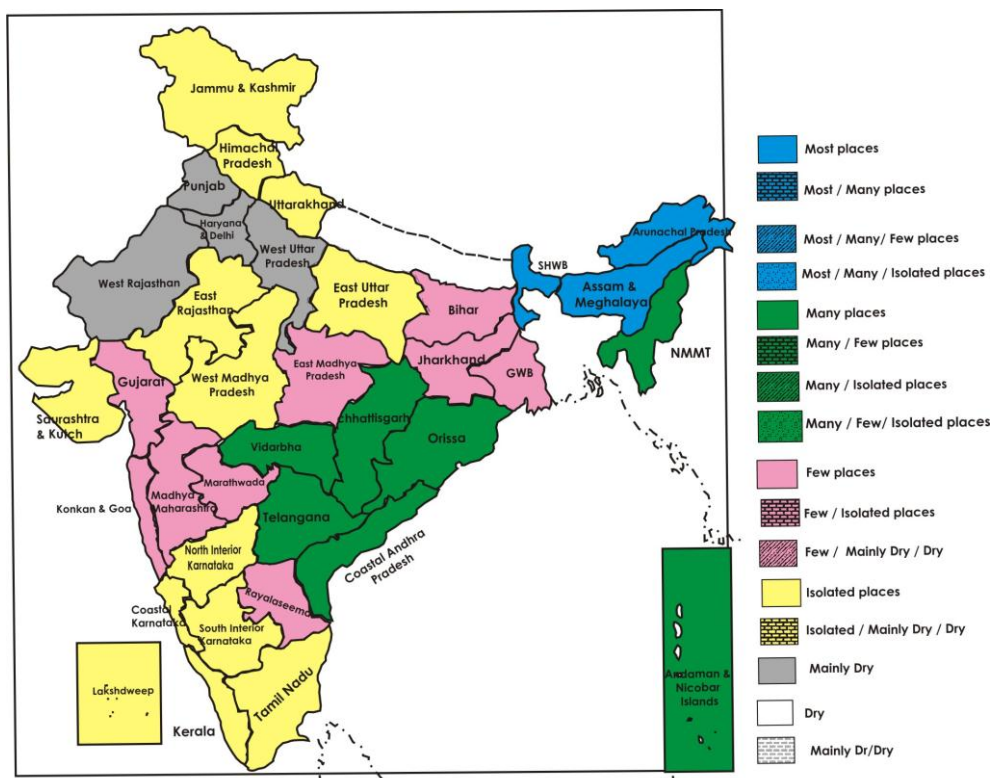 Jammu & Kashmir
Himachal
Pradesh
Punjab
Uttarakhand
Haryana
& Delhi
West Uttar
Pradesh
West Rajasthan
East
Rajasthan
East Uttar
Pradesh
SHWB
Arunachal Pradesh
Assam &
Meghalaya
NMMT
Bihar
Jharkhand
GWB
East Madhya
Pradesh
West Madhya
Pradesh
Gujarat
Saurashtra
& Kutch
Chhattisgarh
Orissa
Vidarbha
Marathwada
Madhya
Maharashtra
Konkan & Goa
Telangana
Coastal Andhra
Pradesh
North Interior
Karnataka
Rayalaseema
Coastal
Karnataka
South Interior
Karnataka
Tamil Nadu
Kerala
Lakshdweep
Andaman &
Nicobar
Islands
Most places
Most / Many places
Most / Many/ Few places
Most / Many / Isolated places
Many places
Many / Few places
Many / Isolated places
Many / Few/ Isolated places
Few places
Few / Isolated places
Few / Mainly Dry / Dry
Isolated places
Isolated / Mainly Dry / Dry
Mainly Dry
Dry
Mainly Dr/Dry